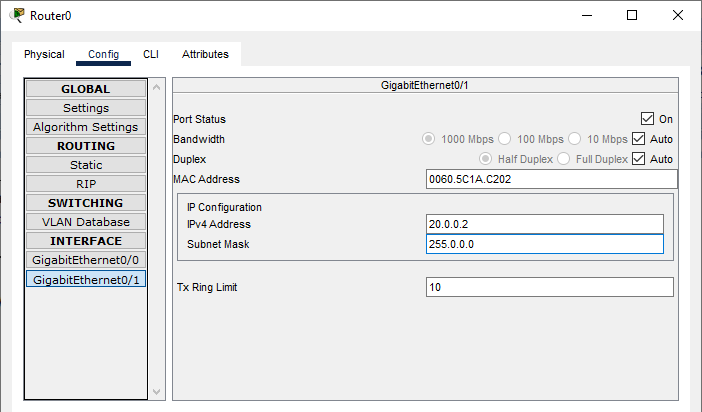 Router0
Physical Config CLI Attributes
GLOBAL
Settings
Algorithm Settings
ROUTING
Static
RIP
SWITCHING
VLAN Database
INTERFACE
GigabitEthernet0/0
GigabitEthernet0/1
GigabitEthernet0/1
Port Status On
Bandwidth 1000 Mbps 100 Mbps 10 Mbps Auto
Duplex Half Duplex Full Duplex Auto
MAC Address 0060.5C1A.C202
IP Configuration
IPv4 Address 20.0.0.2
Subnet Mask 255.0.0.0
Tx Ring Limit 10